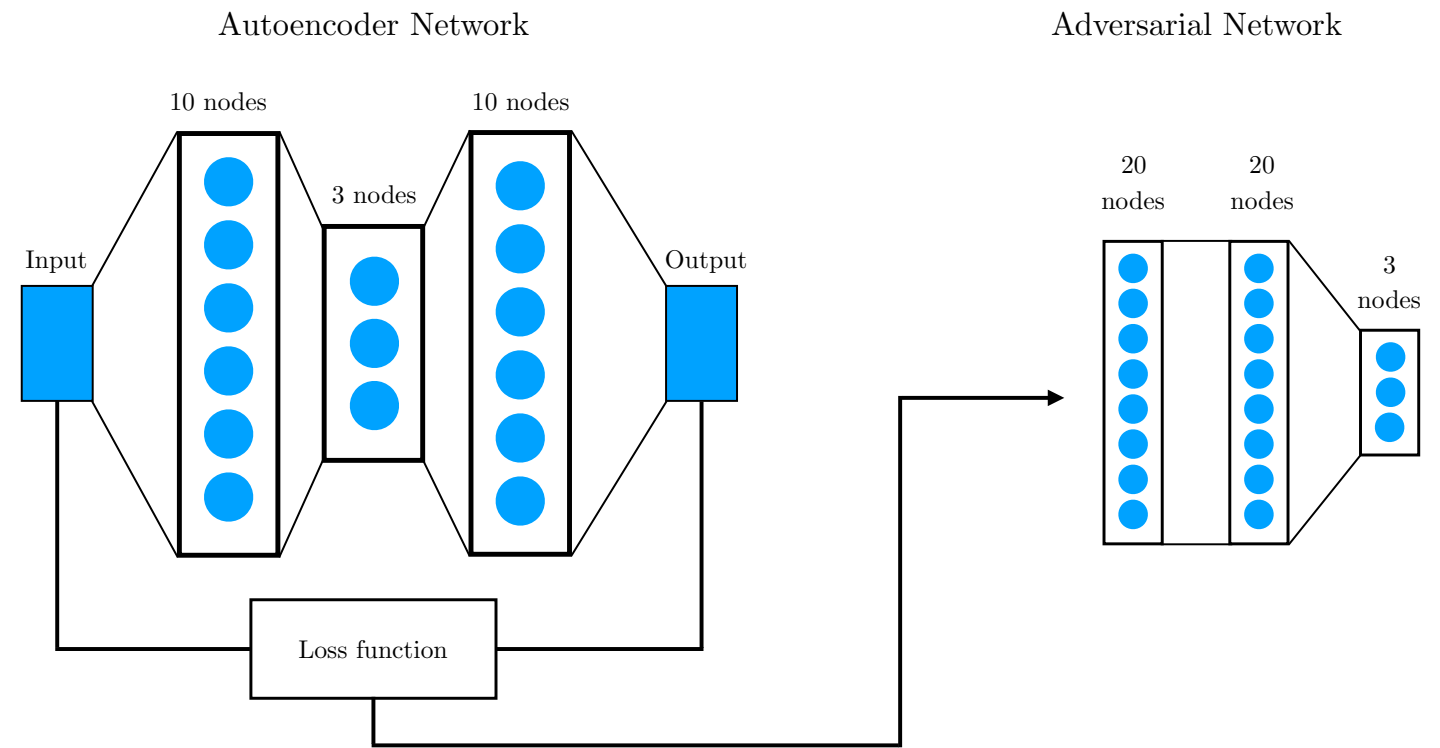 Autoencoder Network
Adversarial Network
10 nodes
10 nodes
3 nodes
Input
Output
Loss function
20
nodes
20
nodes
3
nodes